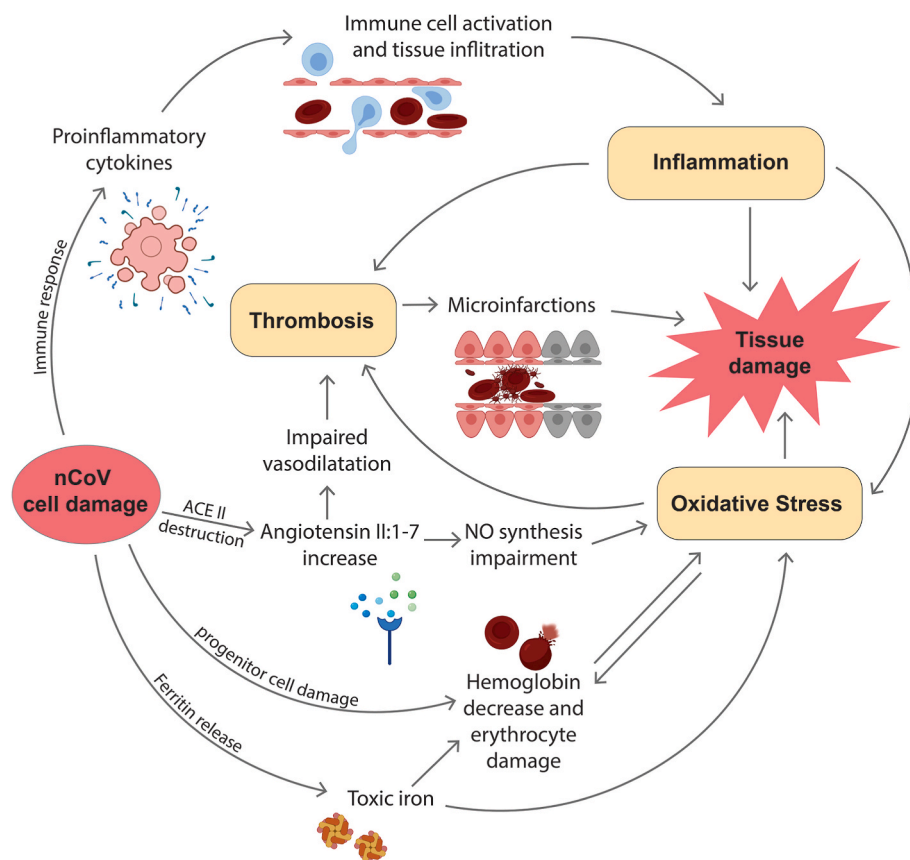 Immune cell activation
and tissue inflitration
Proinflammatory
cytokines
Inflammation
Immune response
Thrombosis
Microinfarctions
Tissue
damage
Impaired
vasodilatation
nCoV
cell damage
ACE II
destruction
Angiotensin II:1-7
increase
NO synthesis
impairment
Oxidative Stress
progenitor cell damage
Ferritin release
Hemoglobin
decrease and
erythrocyte
damage
Toxic iron